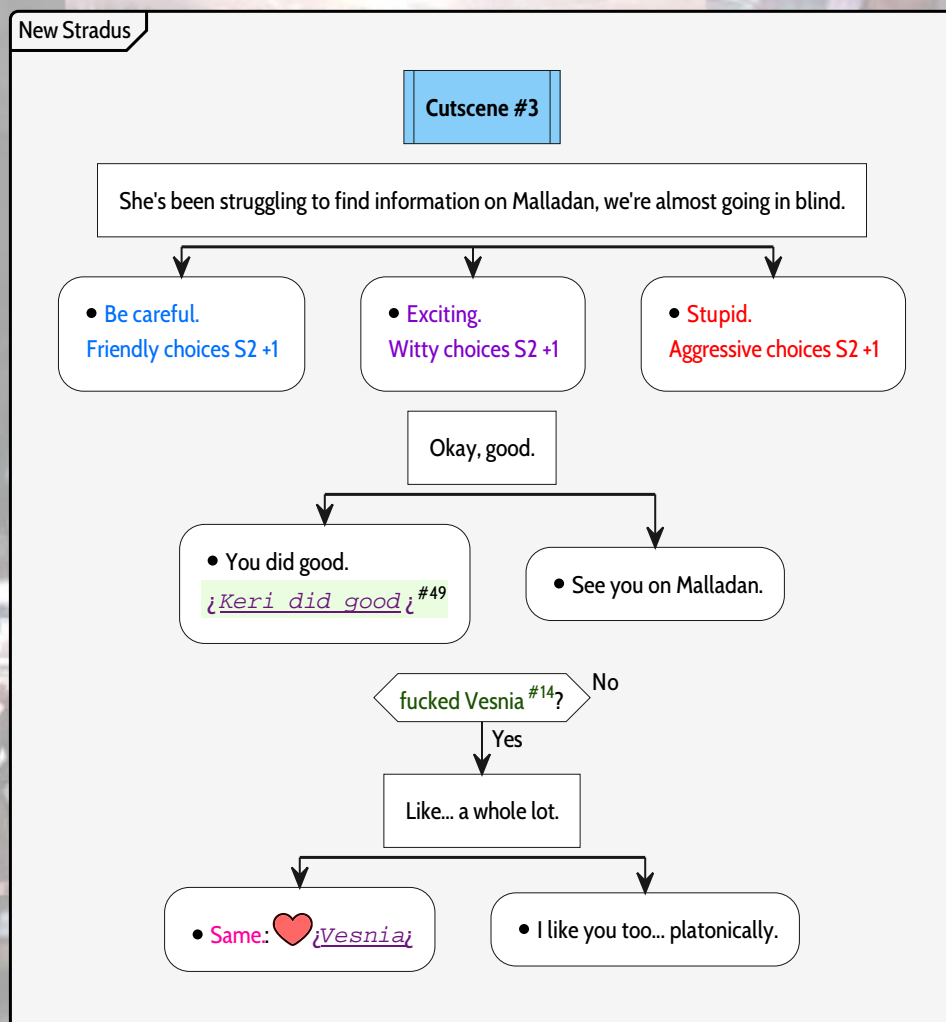 New Stradus
Cutscene #3
She's been struggling to find information on Malladan, we're almost going in blind.
• Be careful.
Friendly choices S2 +1
• Exciting.
Witty choices S2 +1
• Stupid.
Aggressive choices S2 +1
Okay, good.
• You did good.
¿Keri did good¿ #49
• See you on Malladan.
fucked Vesnia #14?
No
Yes
Like... a whole lot.
• Same.: ¿Vesnia¿
• I like you too... platonically.